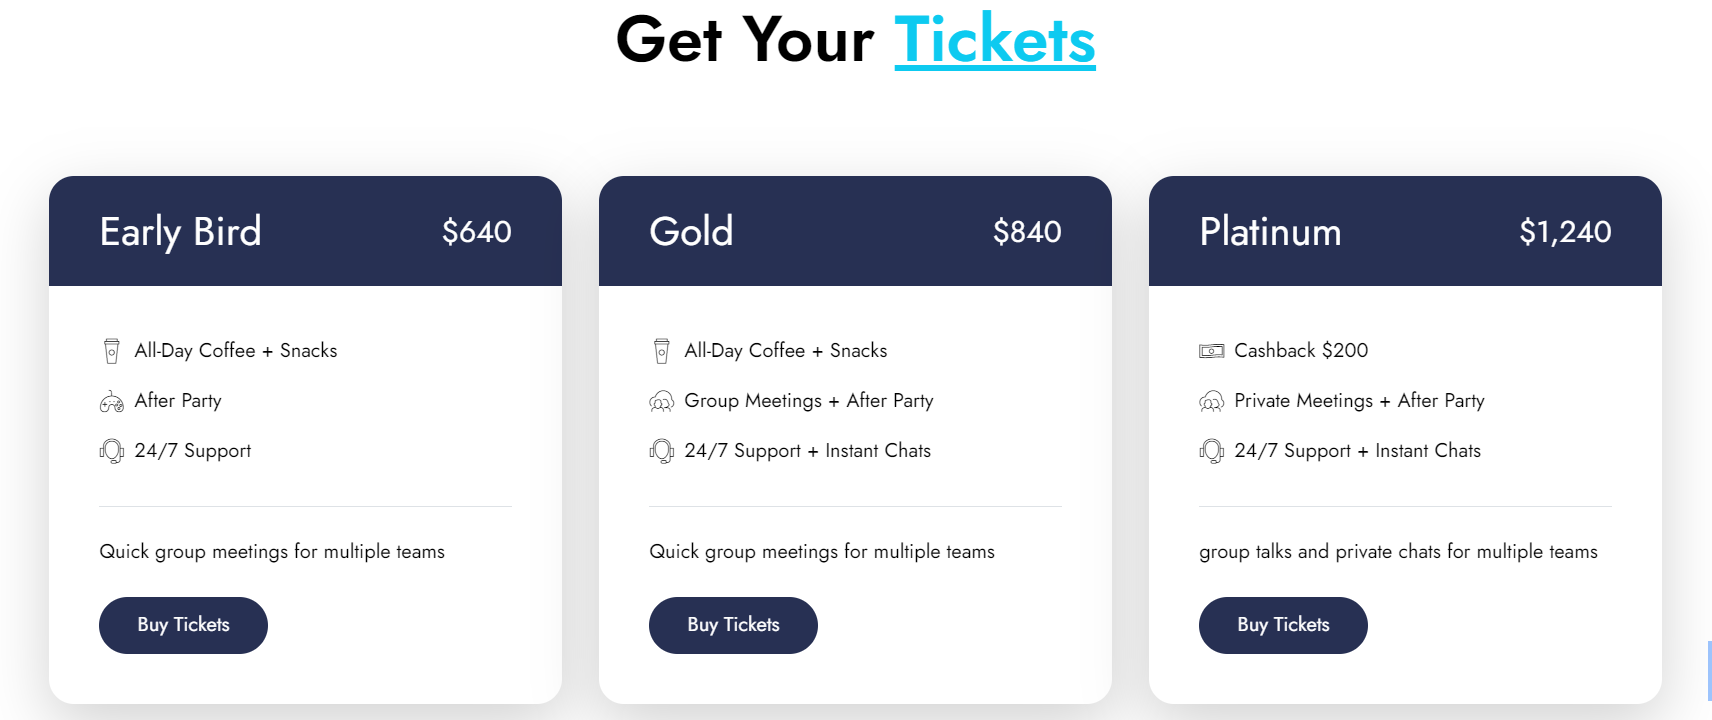 Get Your Tickets
Early Bird $640
All-Day Coffee + Snacks
After Party
24/7 Support
Quick group meetings for multiple teams
Buy Tickets
Gold $840
All-Day Coffee + Snacks
Group Meetings + After Party
24/7 Support + Instant Chats
Quick group meetings for multiple teams
Buy Tickets
Platinum $1,240
Cashback $200
Private Meetings + After Party
24/7 Support + Instant Chats
group talks and private chats for multiple teams
Buy Tickets